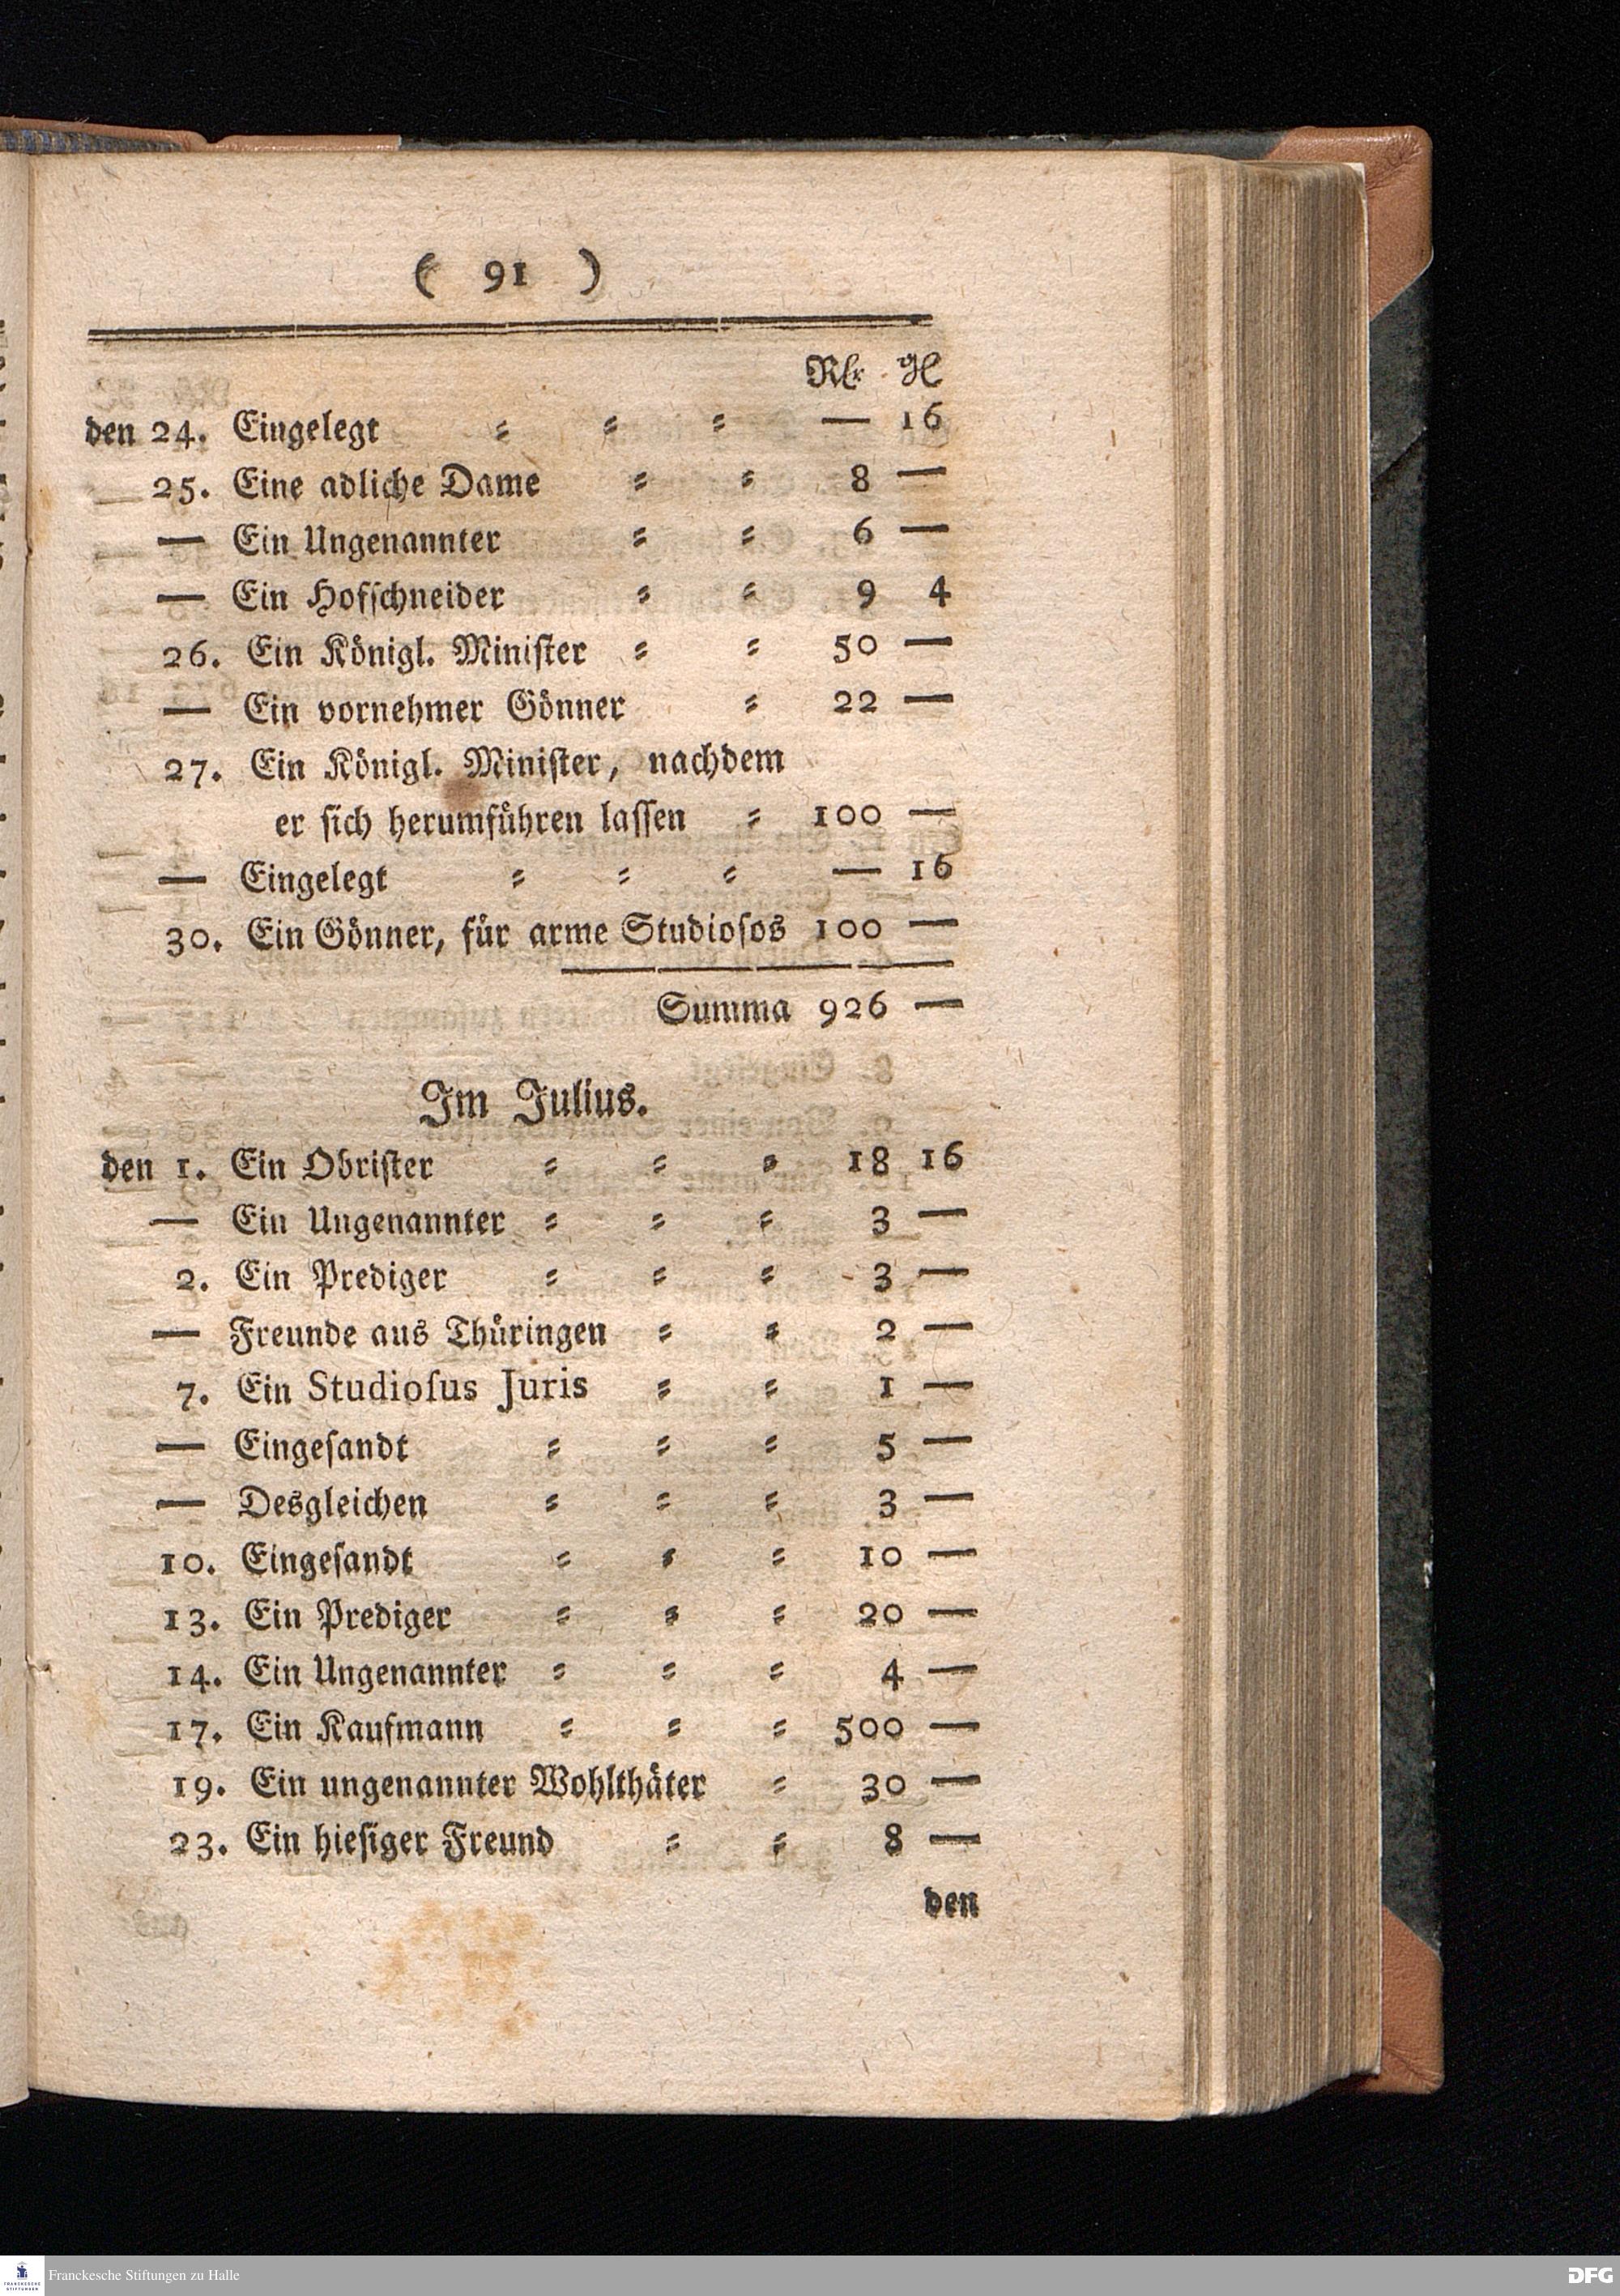 ( 91 )
Rlr gl
den 24. Eingelegt ⸗ ⸗ ⸗ — 16
25. Eine adliche Dame ⸗ ⸗ 8 —
— Ein Ungenannter ⸗ ⸗ 6 —
— Ein Hofſchneider ⸗ ⸗ 9 4
26. Ein Königl. Miniſter ⸗ ⸗ 50 —
— Ein vornehmer Gönner ⸗ 22 —
27. Ein Königl. Miniſter, nachdem
er ſich herumführen laſſen ⸗ 100 —
— Eingelegt ⸗ ⸗ ⸗ — 16
30. Ein Gönner, für arme Studioſos 100 —
Summa 926 —
Im Julius.
den 1. Ein Obriſter ⸗ ⸗ ⸗ 18 16
— Ein Ungenannter ⸗ ⸗ ⸗ 3 —
2. Ein Prediger ⸗ ⸗ ⸗ 3 —
— Freunde aus Thüringen ⸗ ⸗ 2 —
7. Ein Studioſus Juris ⸗ ⸗ 1 —
— Eingeſandt ⸗ ⸗ ⸗ 5 —
— Desgleichen ⸗ ⸗ ⸗ 3 —
10. Eingeſandt ⸗ ⸗ ⸗ 10 —
13. Ein Prediger ⸗ ⸗ ⸗ 20 —
14. Ein Ungenannter ⸗ ⸗ ⸗ 4 —
17. Ein Kaufmann ⸗ ⸗ ⸗ 500 —
19. Ein ungenannter Wohlthäter ⸗ 30 —
23. Ein hieſiger Freund ⸗ ⸗ 8 —
den
FRANCKESCHE STIFTUNGEN
Franckesche Stiftungen zu Halle
DFG